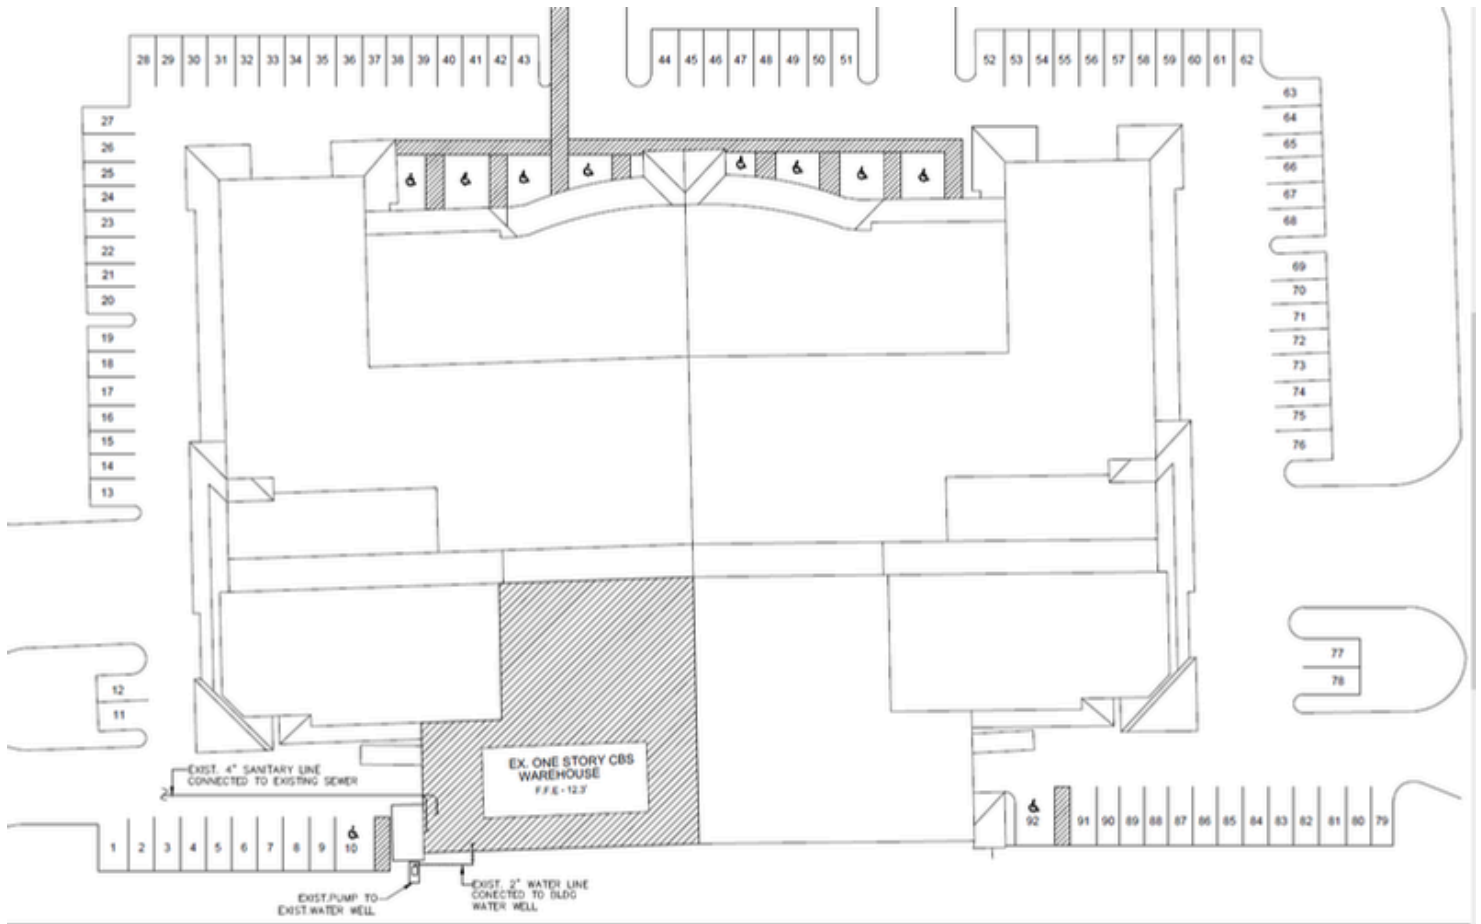 28 29 30 31 32 33 34 35 36 37 38 39 40 41 42 43
44 45 46 47 48 49 50 51
52 53 54 55 56 57 58 59 60 61 62
27
26
25
24
23
22
21
20
19
18
17
16
15
14
13
63
64
65
66
67
68
69
70
71
72
73
74
75
76
12
11
77
78
EX. ONE STORY CBS
WAREHOUSE
F.F.E - 12.3'
EXIST. 4" SANITARY LINE
CONNECTED TO EXISTING SEWER
1 2 3 4 5 6 7 8 9 10
92 91 90 89 88 87 86 85 84 83 82 81 80 79
EXIST.PUMP TO
EXIST.WATER WELL
EXIST. 2" WATER LINE
CONECTED TO BLDG
WATER WELL